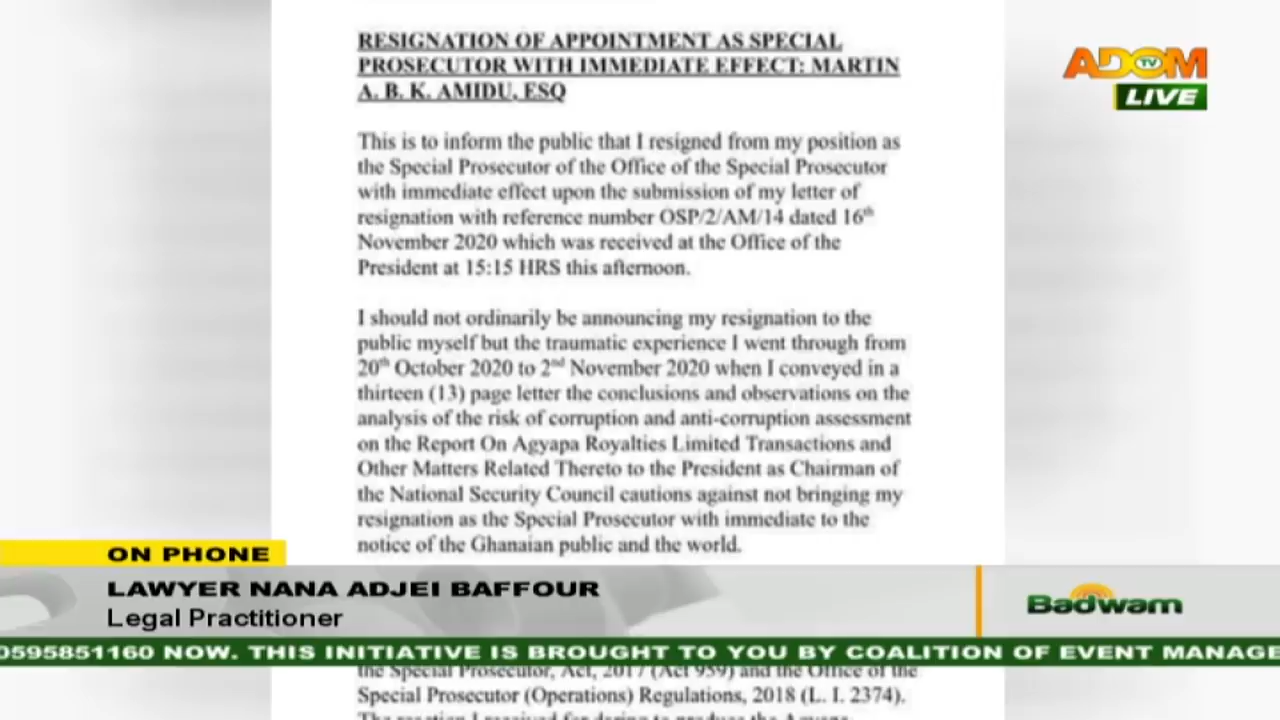 RESIGNATION OF APPOINTMENT AS SPECIAL
PROSECUTOR WITH IMMEDIATE EFFECT: MARTIN
A. B. K. AMIDU, ESQ
This is to inform the public that I resigned from my position as
the Special Prosecutor of the Office of the Special Prosecutor
with immediate effect upon the submission of my letter of
resignation with reference number OSP/2/AM/14 dated 16th
November 2020 which was received at the Office of the
President at 15:15 HRS this afternoon.
I should not ordinarily be announcing my resignation to the
public myself but the traumatic experience I went through from
20th October 2020 to 2nd November 2020 when I conveyed in a
thirteen (13) page letter the conclusions and observations on the
analysis of the risk of corruption and anti-corruption assessment
on the Report On Agyapa Royalties Limited Transactions and
Other Matters Related Thereto to the President as Chairman of
the National Security Council cautions against not bringing my
resignation as the Special Prosecutor with immediate to the
notice of the Ghanaian public and the world.
ADOM TV
LIVE
ON PHONE
LAWYER NANA ADJEI BAFFOUR
Legal Practitioner
Badwam
0595851160 NOW. THIS INITIATIVE IS BROUGHT TO YOU BY COALITION OF EVENT MANAGE
the Special Prosecutor, Act, 2017 (Act 959) and the Office of the
Special Prosecutor (Operations) Regulations, 2018 (L. I. 2374).